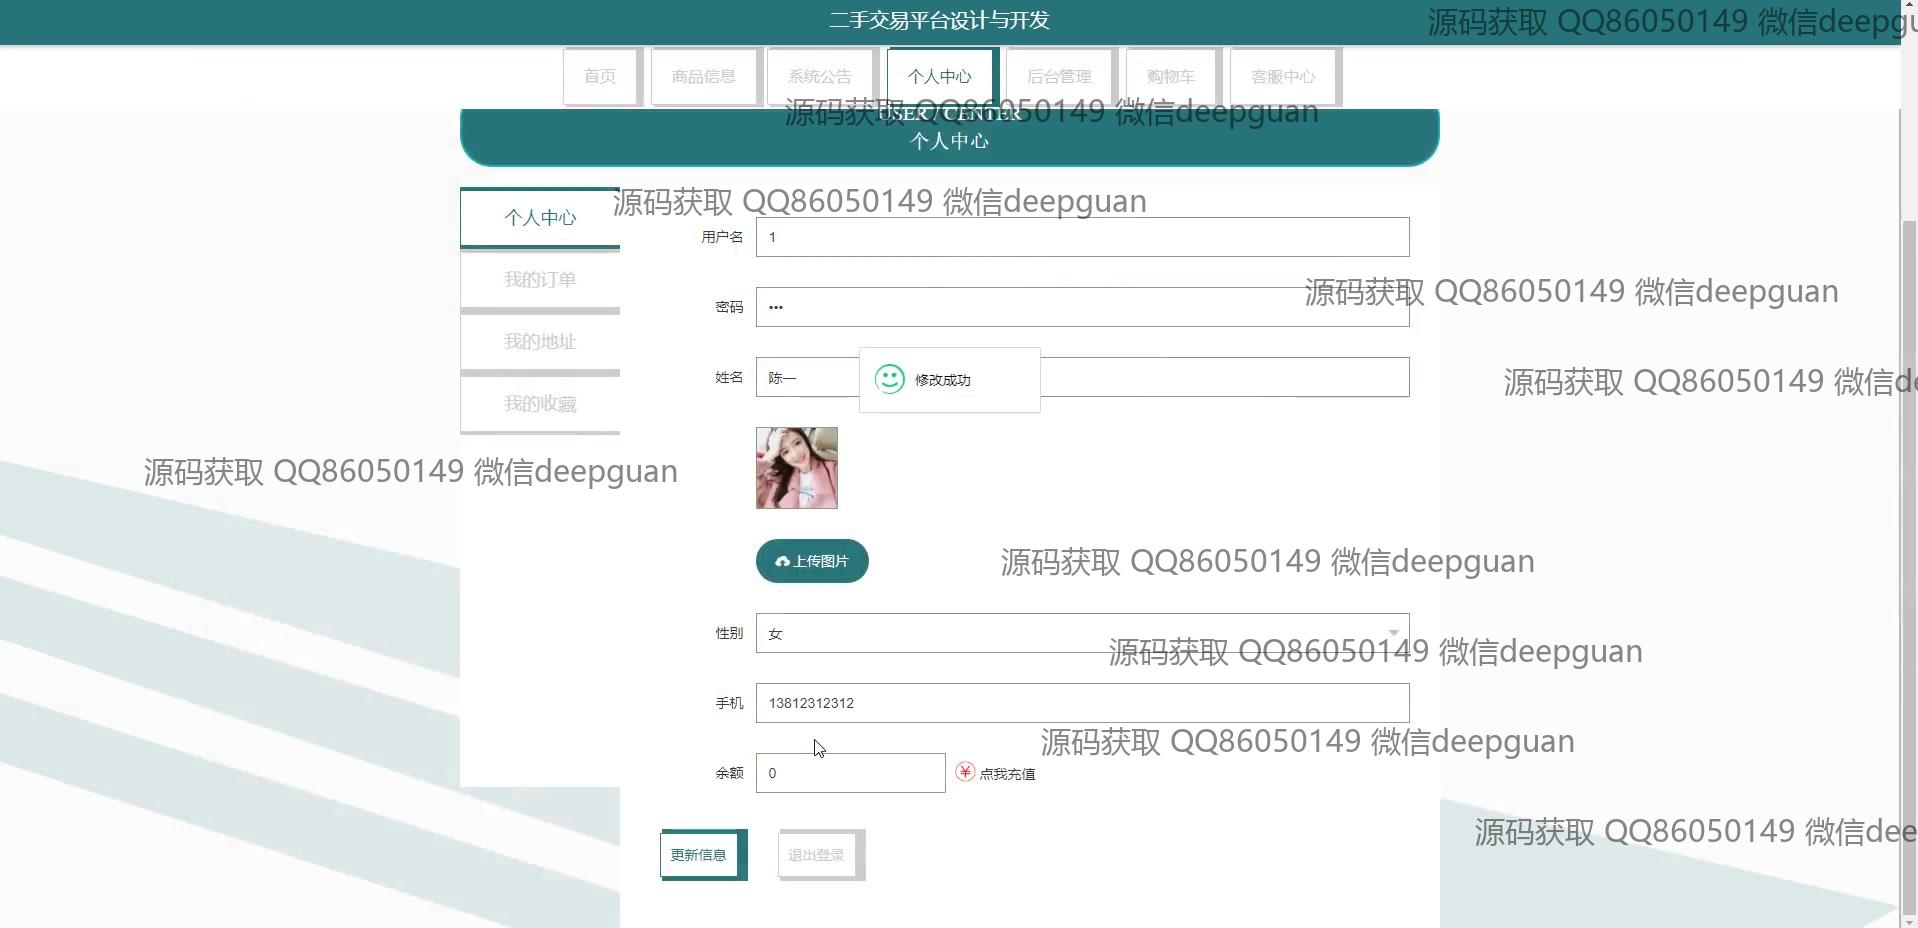 二手交易平台设计与开发
源码获取 QQ86050149 微信deepgu
首页
商品信息
系统公告
个人中心
后台管理
购物车
客服中心
源码获取 QQ86050149 微信deepguan
USER / CENTER
个人中心
个人中心
源码获取 QQ86050149 微信deepguan
用户名
1
我的订单
源码获取 QQ86050149 微信deepguan
密码
•••
我的地址
姓名
陈一
修改成功
源码获取 QQ86050149 微信de
我的收藏
源码获取 QQ86050149 微信deepguan
上传图片
源码获取 QQ86050149 微信deepguan
性别
女
源码获取 QQ86050149 微信deepguan
手机
13812312312
源码获取 QQ86050149 微信deepguan
余额
0
点我充值
源码获取 QQ86050149 微信dee
更新信息
退出登录